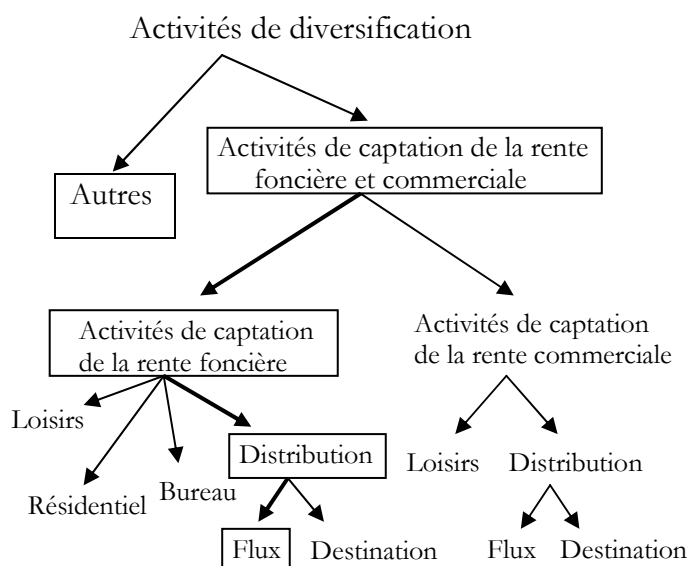 Activités de diversification
Activités de captation de la rente
foncière et commerciale
Autres
Activités de captation
de la rente foncière
Activités de captation
de la rente commerciale
Loisirs
Résidentiel
Bureau
Distribution
Flux
Destination
Loisirs
Distribution
Flux
Destination